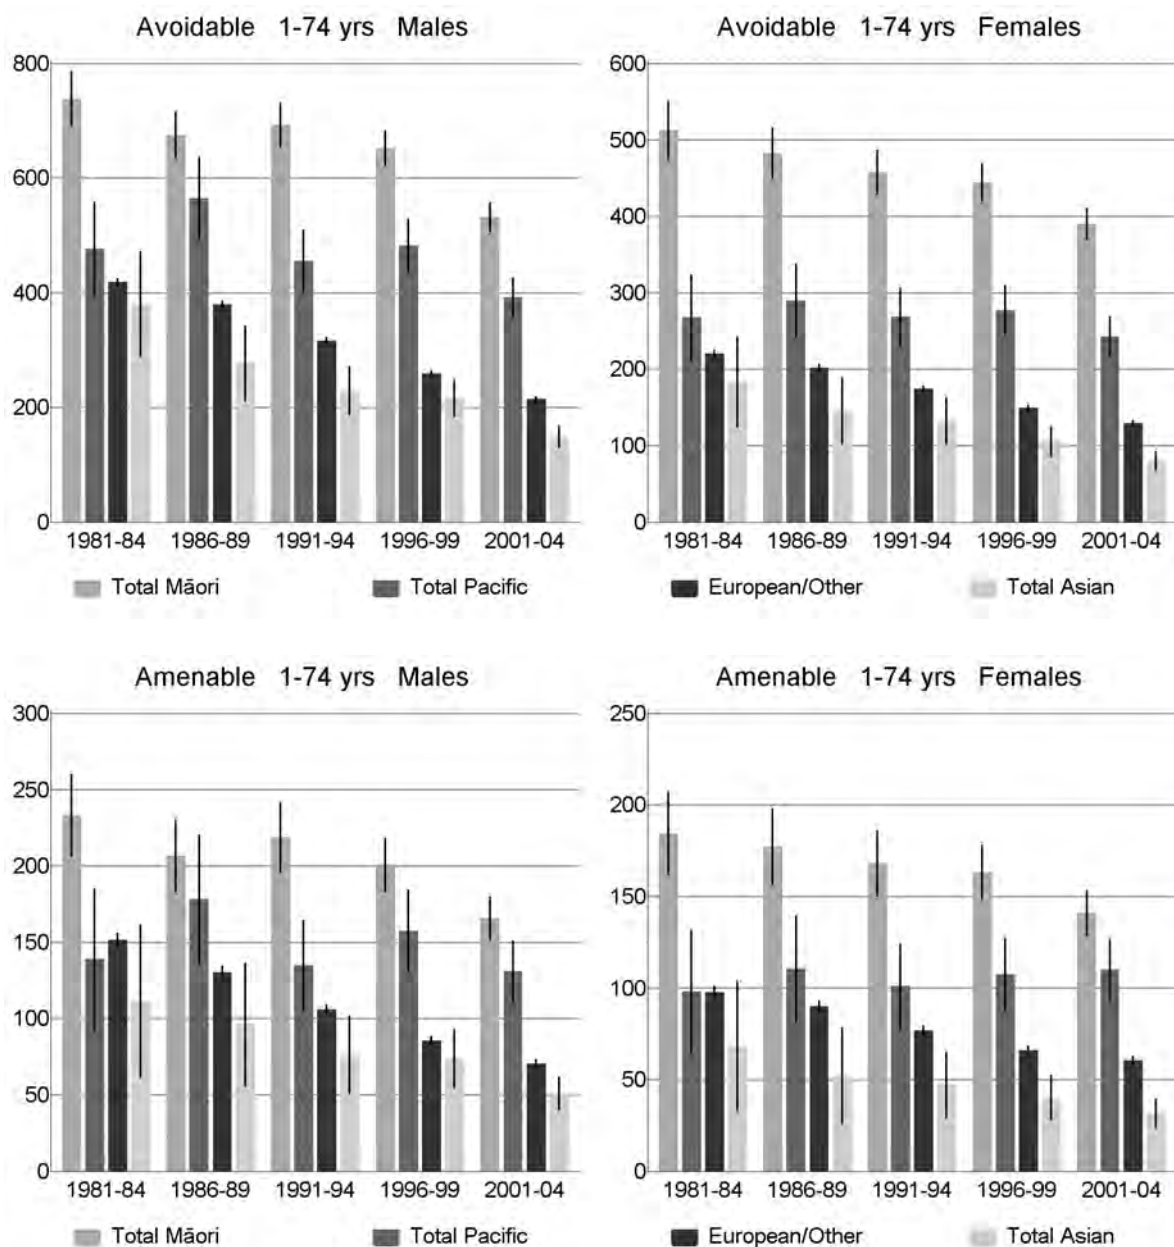 Avoidable 1-74 yrs Males
800
600
400
200
0
1981-84 1986-89 1991-94 1996-99 2001-04
Avoidable 1-74 yrs Females
600
500
400
300
200
100
0
1981-84 1986-89 1991-94 1996-99 2001-04
Total Māori Total Pacific European/Other Total Asian
Amenable 1-74 yrs Males
300
250
200
150
100
50
0
1981-84 1986-89 1991-94 1996-99 2001-04
Amenable 1-74 yrs Females
250
200
150
100
50
0
1981-84 1986-89 1991-94 1996-99 2001-04
Total Māori Total Pacific European/Other Total Asian